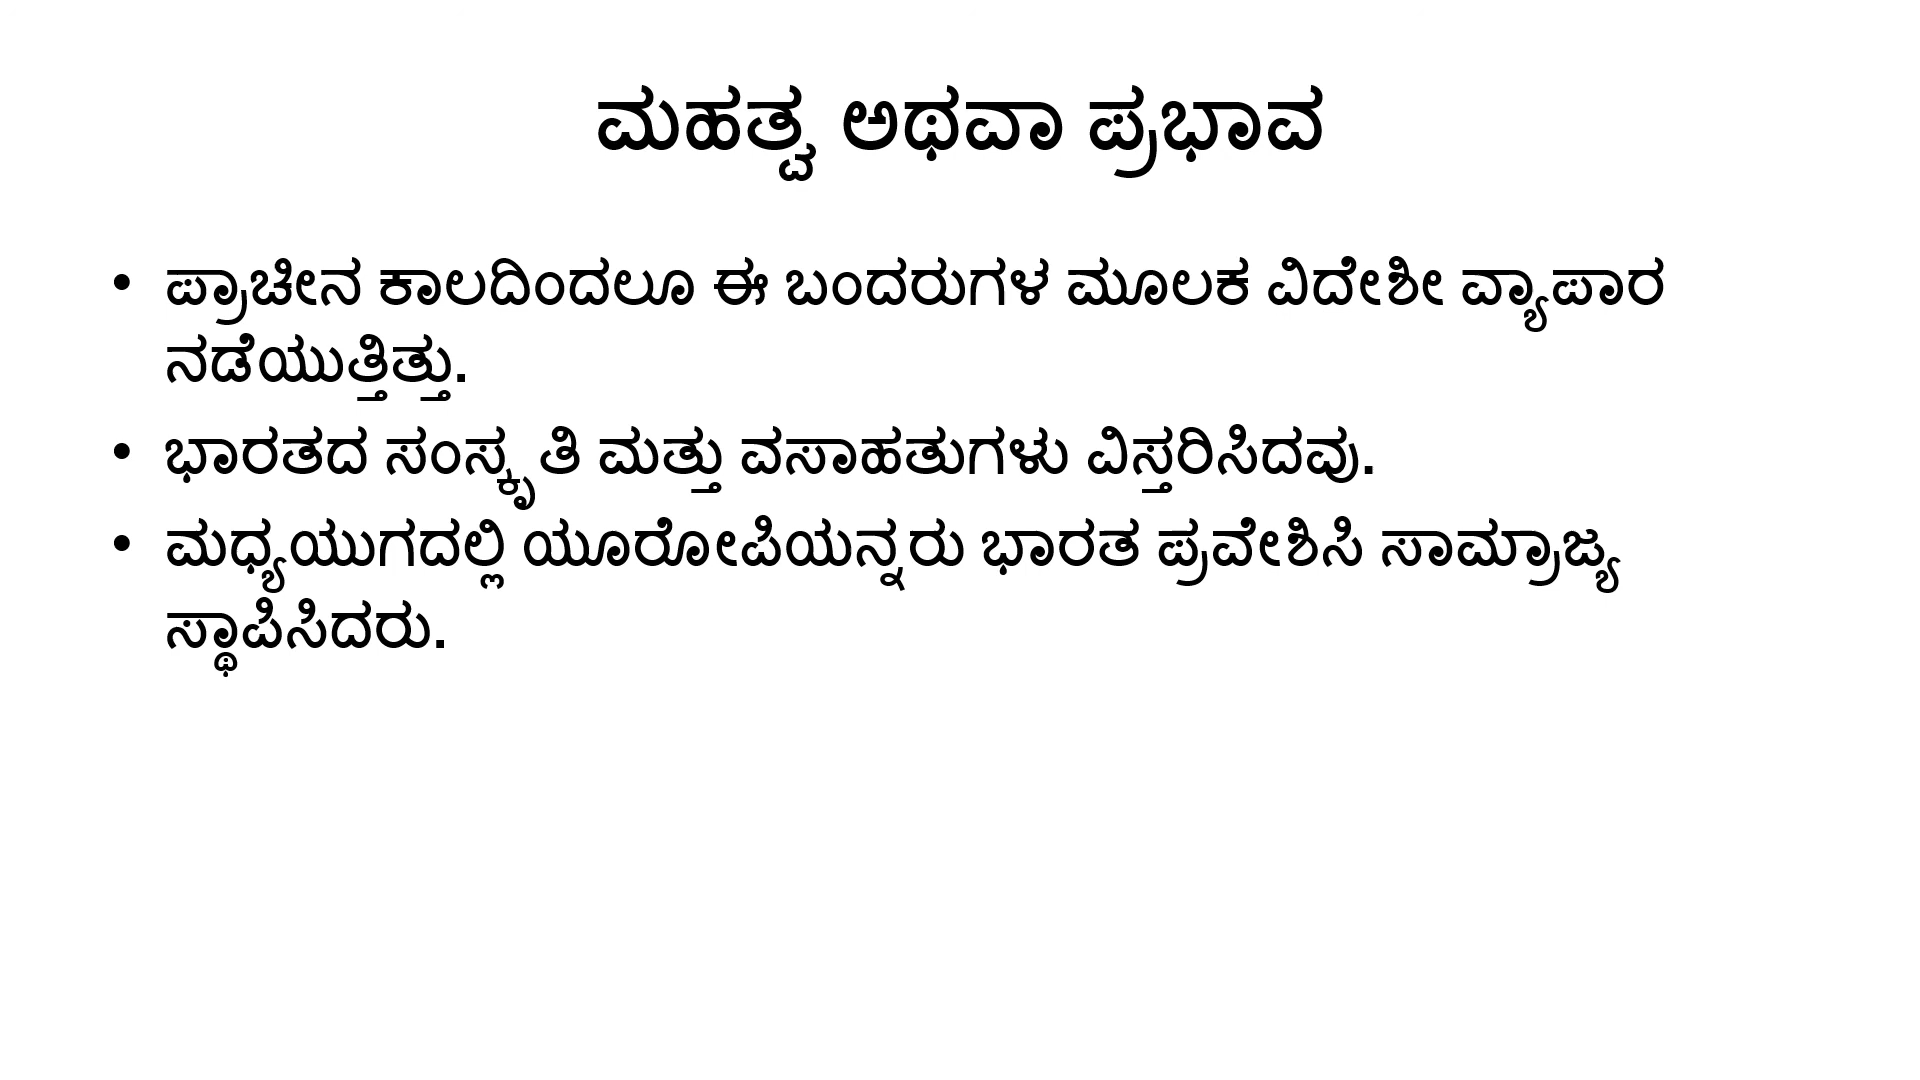 ಮಹತ್ವ ಅಥವಾ ಪ್ರಭಾವ
• ಪ್ರಾಚೀನ ಕಾಲದಿಂದಲೂ ಈ ಬಂದರುಗಳ ಮೂಲಕ ವಿದೇಶೀ ವ್ಯಾಪಾರ
ನಡೆಯುತ್ತಿತ್ತು.
• ಭಾರತದ ಸಂಸ್ಕೃತಿ ಮತ್ತು ವಸಾಹತುಗಳು ವಿಸ್ತರಿಸಿದವು.
• ಮಧ್ಯಯುಗದಲ್ಲಿ ಯೂರೋಪಿಯನ್ನರು ಭಾರತ ಪ್ರವೇಶಿಸಿ ಸಾಮ್ರಾಜ್ಯ
ಸ್ಥಾಪಿಸಿದರು.